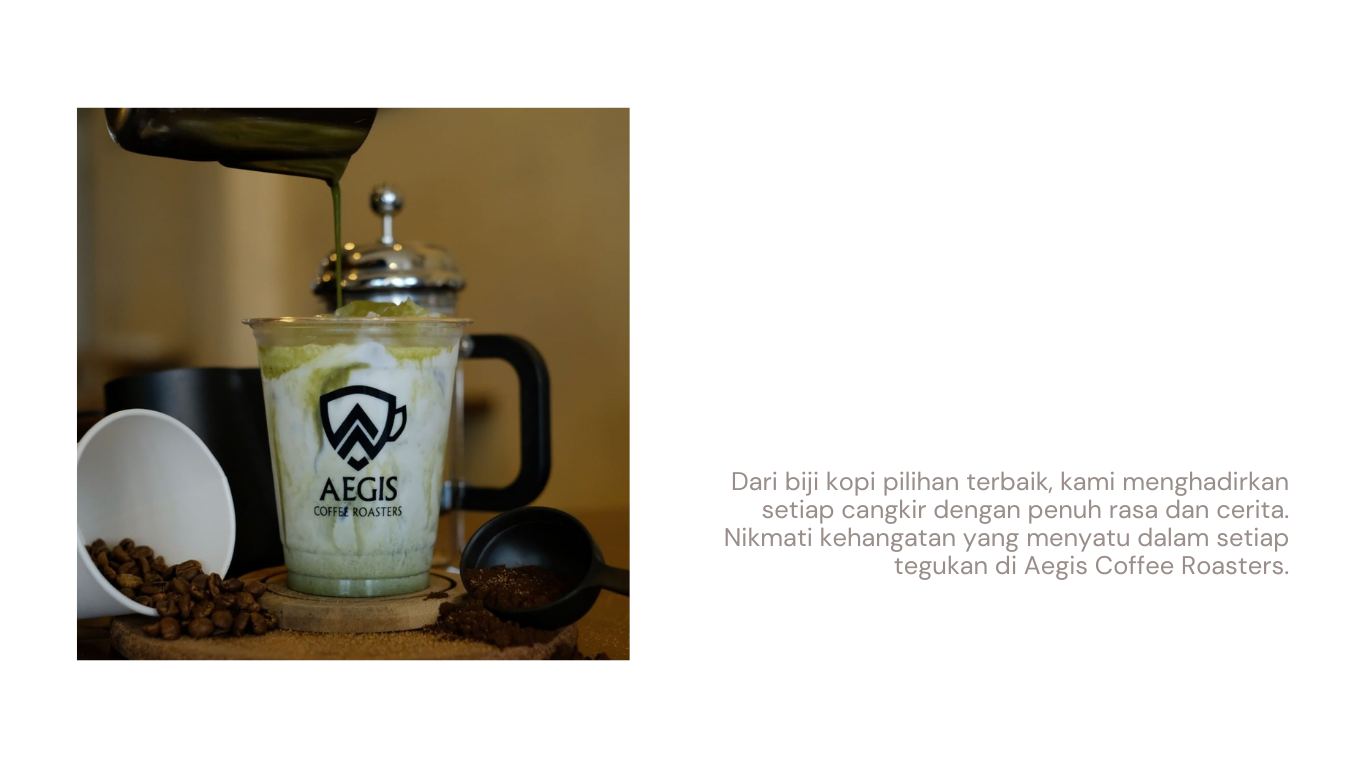 AEGIS
COFFEE ROASTERS
Dari biji kopi pilihan terbaik, kami menghadirkan
setiap cangkir dengan penuh rasa dan cerita.
Nikmati kehangatan yang menyatu dalam setiap
tegukan di Aegis Coffee Roasters.